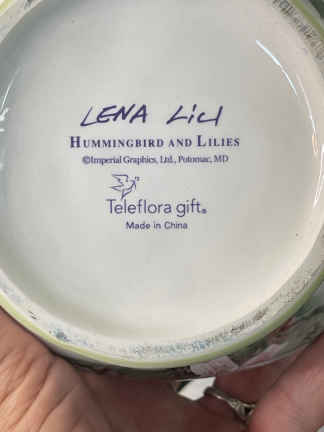 LENA LiU
HUMMINGBIRD AND LILIES
©Imperial Graphics, Ltd., Potomac, MD
Teleflora gift®
Made in China